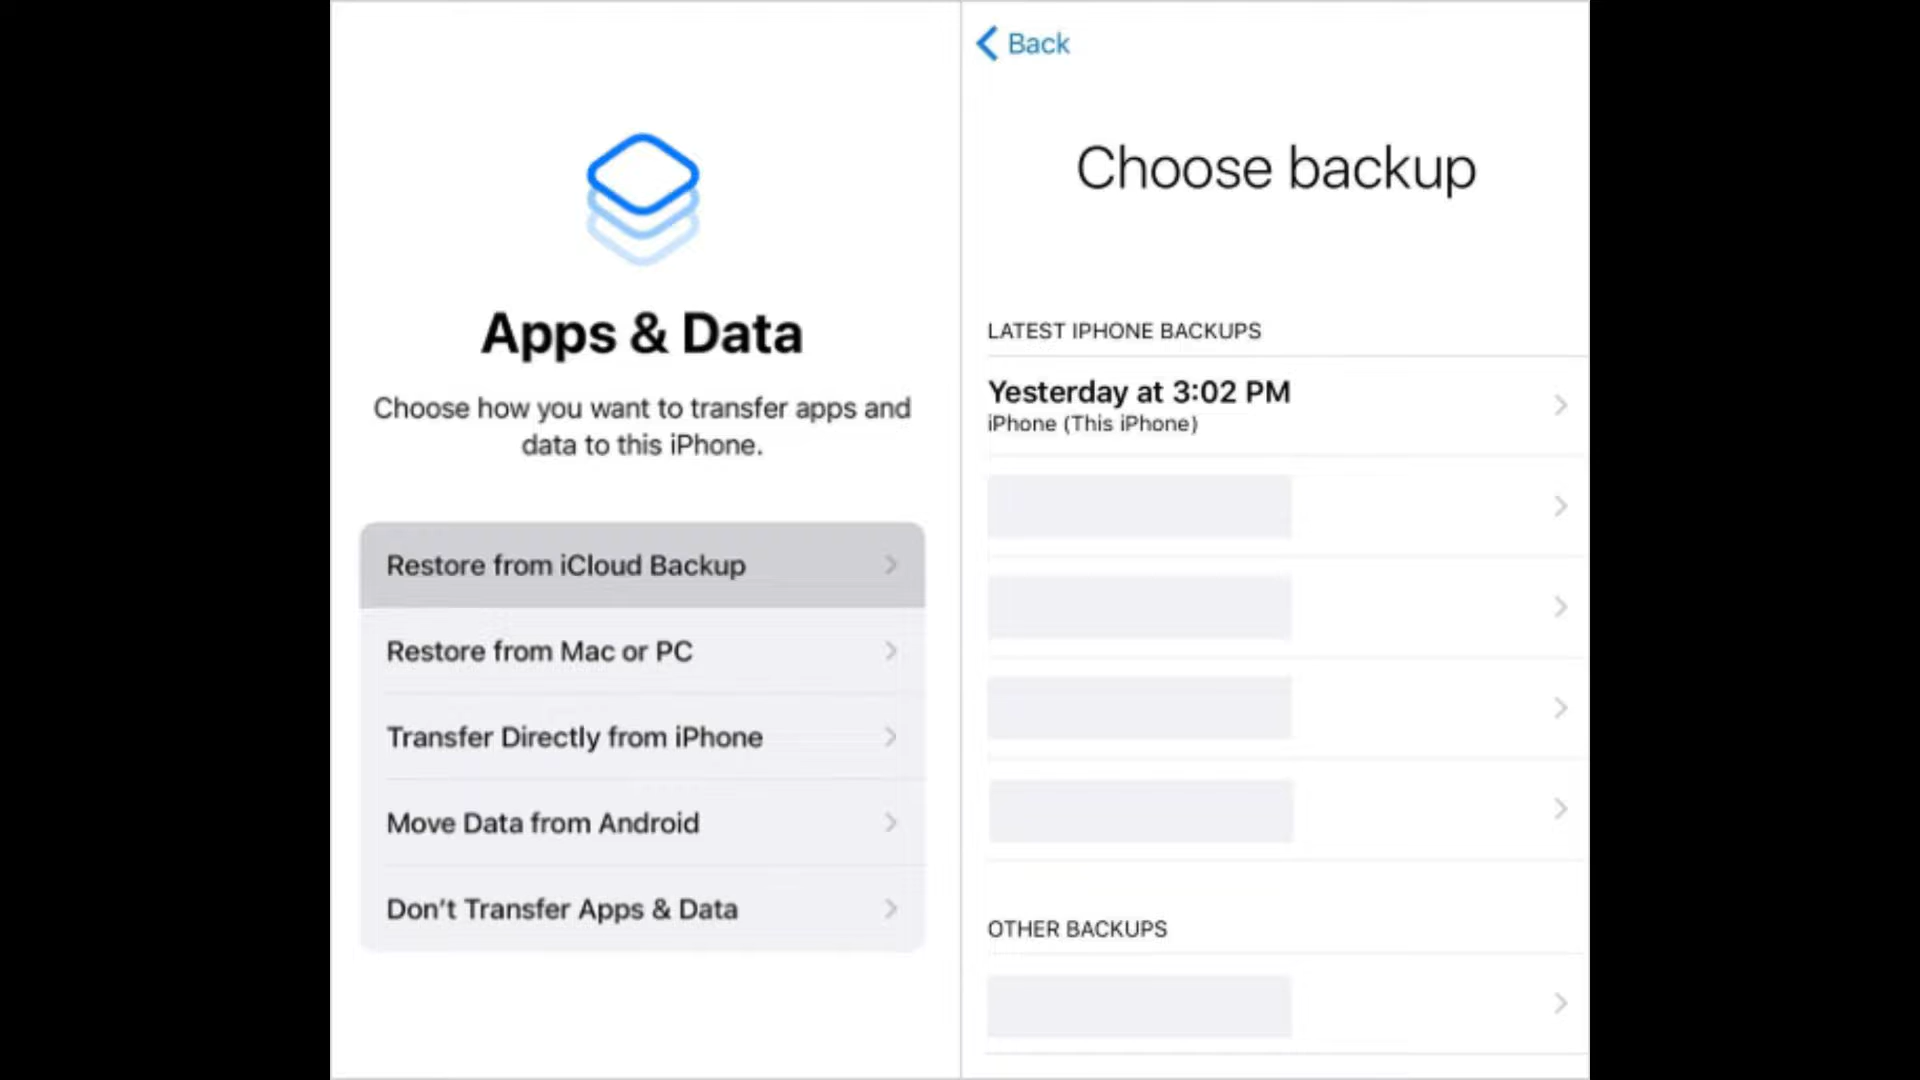 Apps & Data
Choose how you want to transfer apps and
data to this iPhone.
Restore from iCloud Backup
Restore from Mac or PC
Transfer Directly from iPhone
Move Data from Android
Don’t Transfer Apps & Data
Back
Choose backup
LATEST IPHONE BACKUPS
Yesterday at 3:02 PM
iPhone (This iPhone)
OTHER BACKUPS